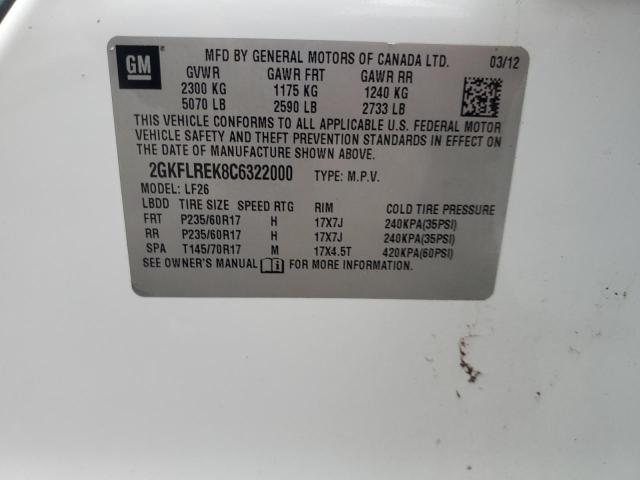 GM
MFD BY GENERAL MOTORS OF CANADA LTD. 03/12
GVWR GAWR FRT GAWR RR
2300 KG 1175 KG 1240 KG
5070 LB 2590 LB 2733 LB
THIS VEHICLE CONFORMS TO ALL APPLICABLE U.S. FEDERAL MOTOR
VEHICLE SAFETY AND THEFT PREVENTION STANDARDS IN EFFECT ON
THE DATE OF MANUFACTURE SHOWN ABOVE.
2GKFLREK8C6322000 TYPE: M.P.V.
MODEL: LF26
LBDD TIRE SIZE SPEED RTG RIM COLD TIRE PRESSURE
FRT P235/60R17 H 17X7J 240KPA(35PSI)
RR P235/60R17 H 17X7J 240KPA(35PSI)
SPA T145/70R17 M 17X4.5T 420KPA(60PSI)
SEE OWNER'S MANUAL FOR MORE INFORMATION.